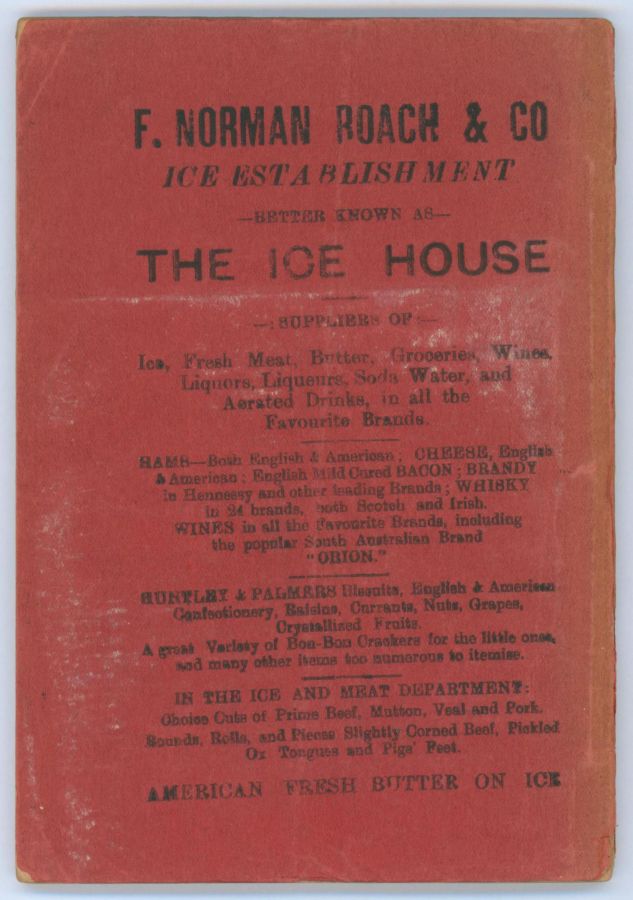 F. NORMAN ROACH & CO
ICE ESTABLISHMENT
—BETTER KNOWN AS—
THE ICE HOUSE
—:SUPPLIERS OF:—
Ice, Fresh Meat, Butter, Groceries, Wines,
Liquors, Liqueurs, Soda Water, and
Aerated Drinks, in all the
Favourite Brands.
HAMS—Both English & American; CHEESE, English
& American; English Mild Cured BACON; BRANDY
in Hennessy and other leading Brands; WHISKY
in 24 brands, both Scotch and Irish.
WINES in all the Favourite Brands, including
the popular South Australian Brand
"ORION."
HUNTLEY & PALMERS Biscuits, English & American
Confectionery, Raisins, Currants, Nuts, Grapes,
Crystallized Fruits.
A great Variety of Bon-Bon Crackers for the little ones,
and many other items too numerous to itemise.
IN THE ICE AND MEAT DEPARTMENT:
Choice Cuts of Prime Beef, Mutton, Veal and Pork.
Rounds, Rolls, and Pieces Slightly Corned Beef, Pickled
Ox Tongues and Pigs' Feet.
AMERICAN FRESH BUTTER ON ICE